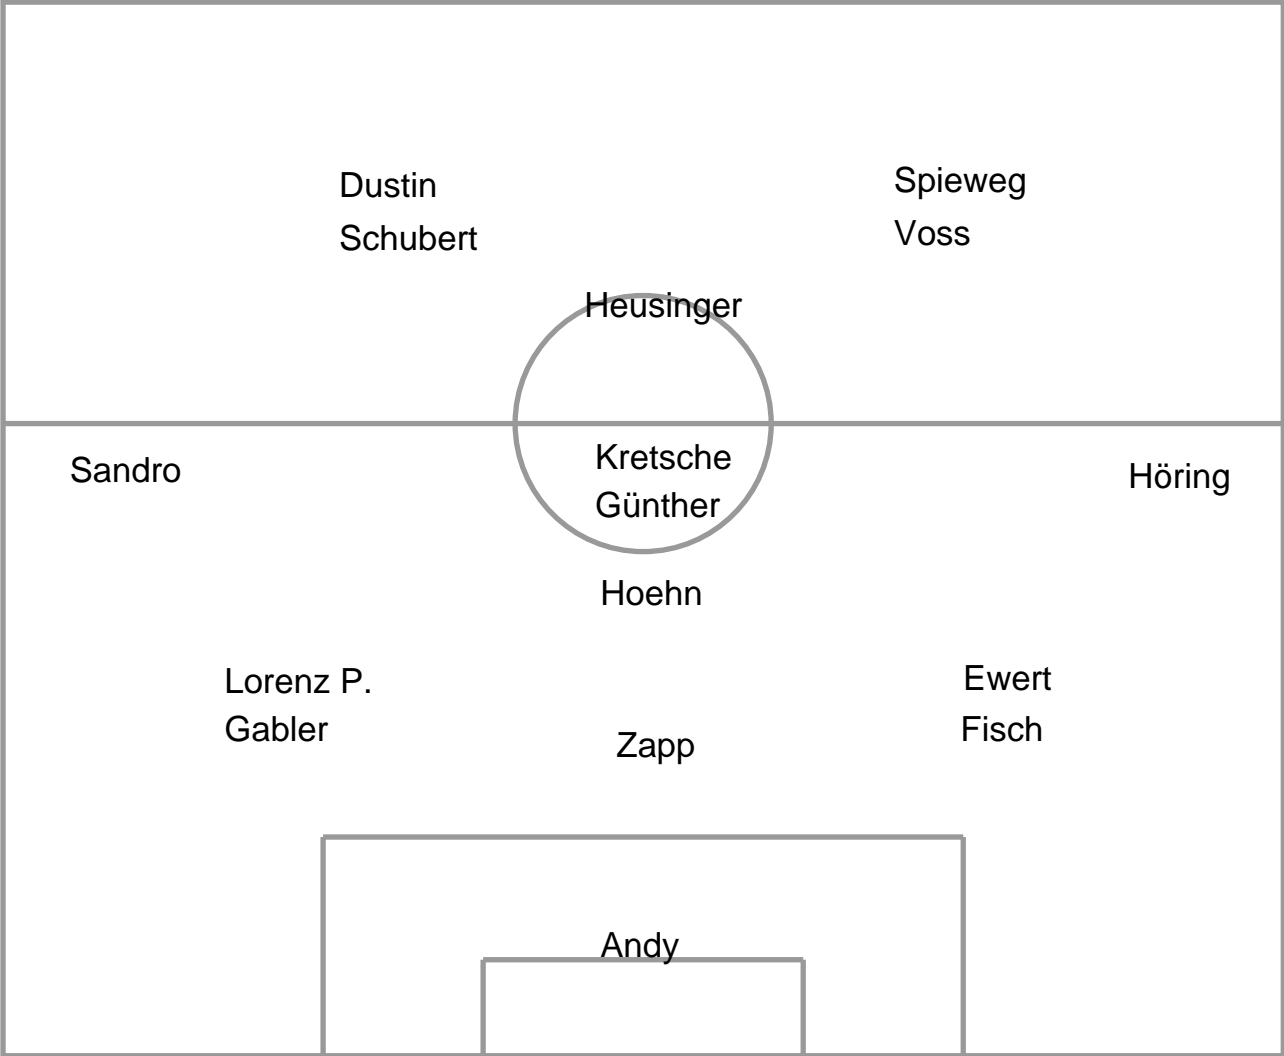 Dustin
Schubert
Spieweg
Voss
Heusinger
Sandro
Kretsche
Günther
Höring
Hoehn
Lorenz P.
Gabler
Zapp
Ewert
Fisch
Andy